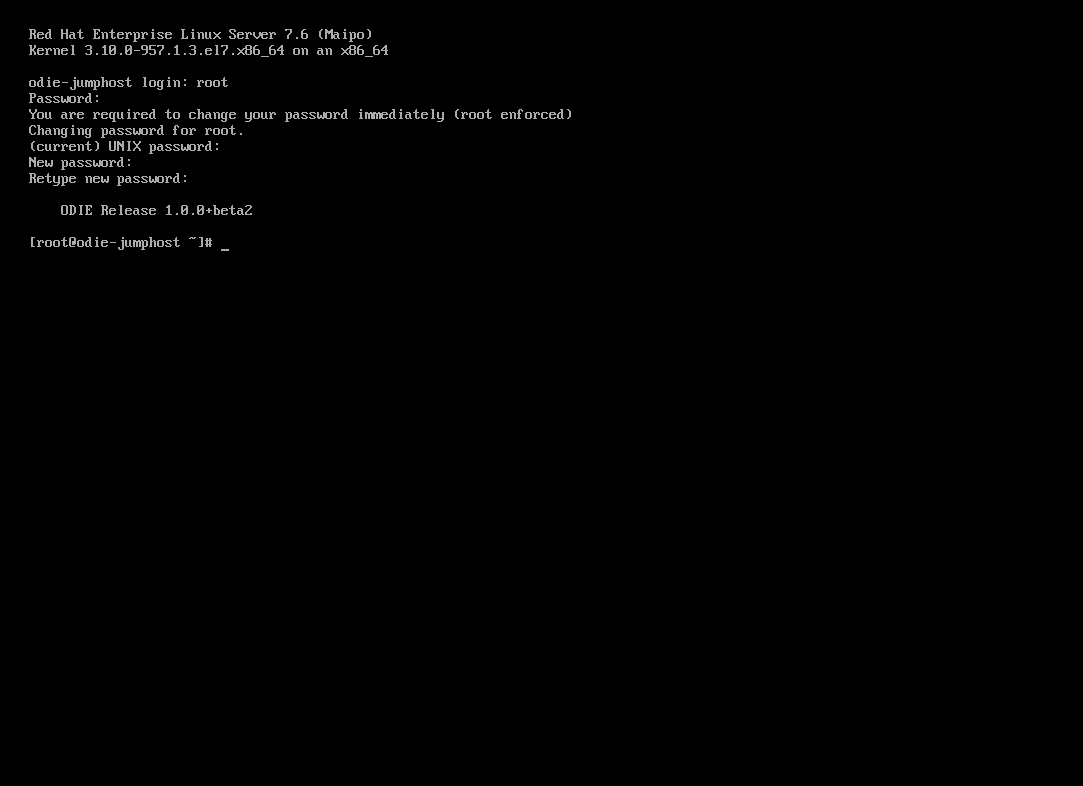 Red Hat Enterprise Linux Server 7.6 (Maipo)
Kernel 3.10.0-957.1.3.el7.x86_64 on an x86_64
odie-jumphost login: root
Password:
You are required to change your password immediately (root enforced)
Changing password for root.
(current) UNIX password:
New password:
Retype new password:
ODIE Release 1.0.0+beta2
[root@odie-jumphost ~]# _